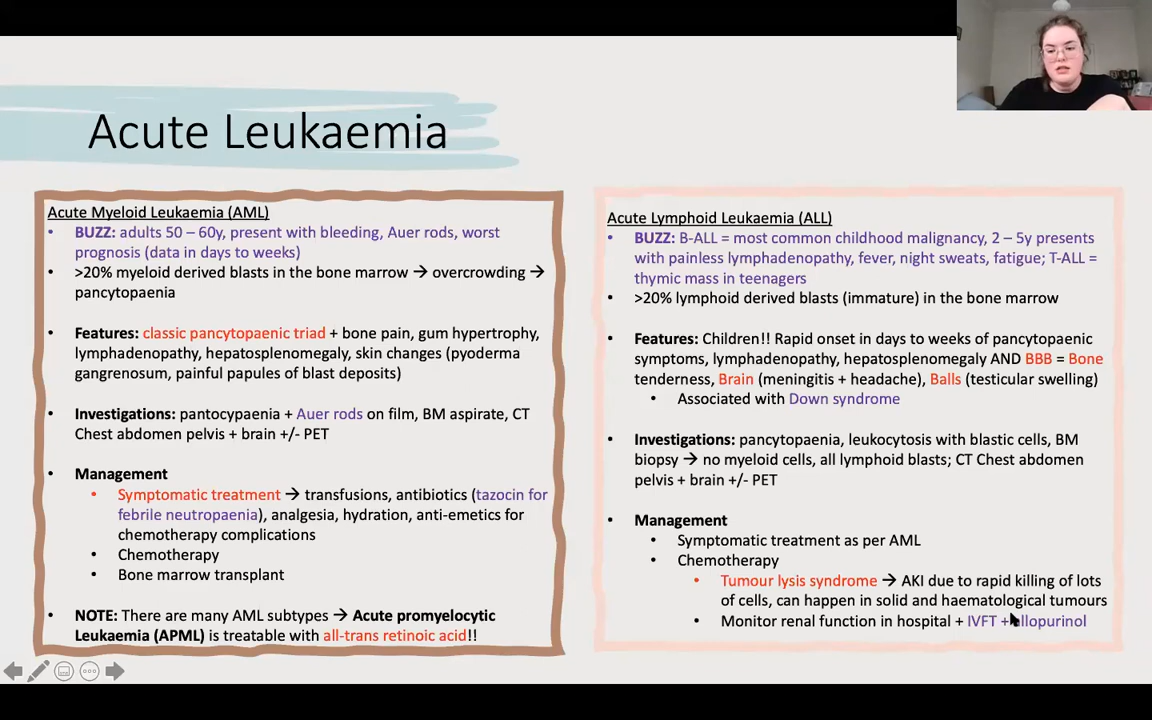 Acute Leukaemia
Acute Myeloid Leukaemia (AML)
• BUZZ: adults 50 – 60y, present with bleeding, Auer rods, worst
prognosis (data in days to weeks)
• >20% myeloid derived blasts in the bone marrow → overcrowding →
pancytopaenia
• Features: classic pancytopaenic triad + bone pain, gum hypertrophy,
lymphadenopathy, hepatosplenomegaly, skin changes (pyoderma
gangrenosum, painful papules of blast deposits)
• Investigations: pantocypaenia + Auer rods on film, BM aspirate, CT
Chest abdomen pelvis + brain +/- PET
• Management
• Symptomatic treatment → transfusions, antibiotics (tazocin for
febrile neutropaenia), analgesia, hydration, anti-emetics for
chemotherapy complications
• Chemotherapy
• Bone marrow transplant
• NOTE: There are many AML subtypes → Acute promyelocytic
Leukaemia (APML) is treatable with all-trans retinoic acid!!
Acute Lymphoid Leukaemia (ALL)
• BUZZ: B-ALL = most common childhood malignancy, 2 – 5y presents
with painless lymphadenopathy, fever, night sweats, fatigue; T-ALL =
thymic mass in teenagers
• >20% lymphoid derived blasts (immature) in the bone marrow
• Features: Children!! Rapid onset in days to weeks of pancytopaenic
symptoms, lymphadenopathy, hepatosplenomegaly AND BBB = Bone
tenderness, Brain (meningitis + headache), Balls (testicular swelling)
• Associated with Down syndrome
• Investigations: pancytopaenia, leukocytosis with blastic cells, BM
biopsy → no myeloid cells, all lymphoid blasts; CT Chest abdomen
pelvis + brain +/- PET
• Management
• Symptomatic treatment as per AML
• Chemotherapy
• Tumour lysis syndrome → AKI due to rapid killing of lots
of cells, can happen in solid and haematological tumours
• Monitor renal function in hospital + IVFT + allopurinol